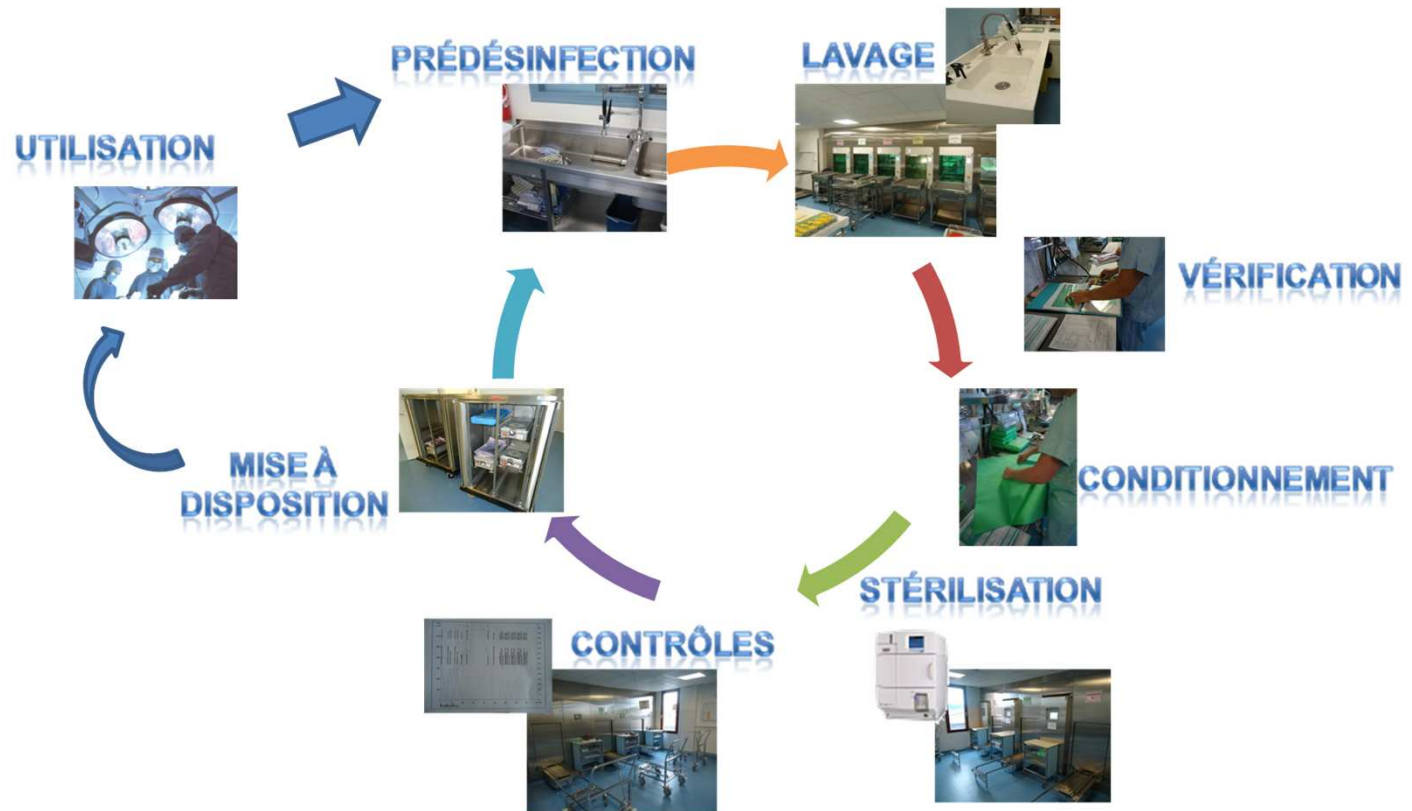 PRÉDÉSINFECTION
LAVAGE
UTILISATION
VÉRIFICATION
MISE À
DISPOSITION
CONDITIONNEMENT
STÉRILISATION
CONTRÔLES